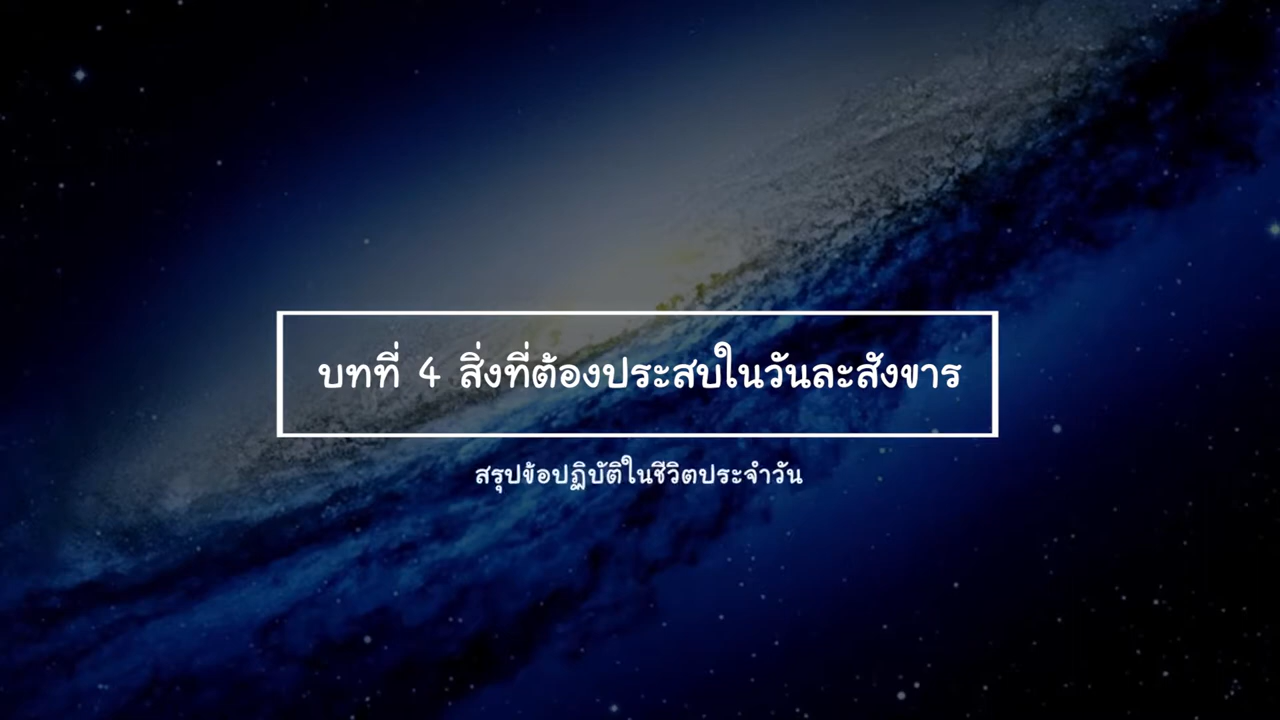 บทที่ 4 สิ่งที่ต้องประสบในวันละสังขาร
สรุปข้อปฏิบัติในชีวิตประจำวัน